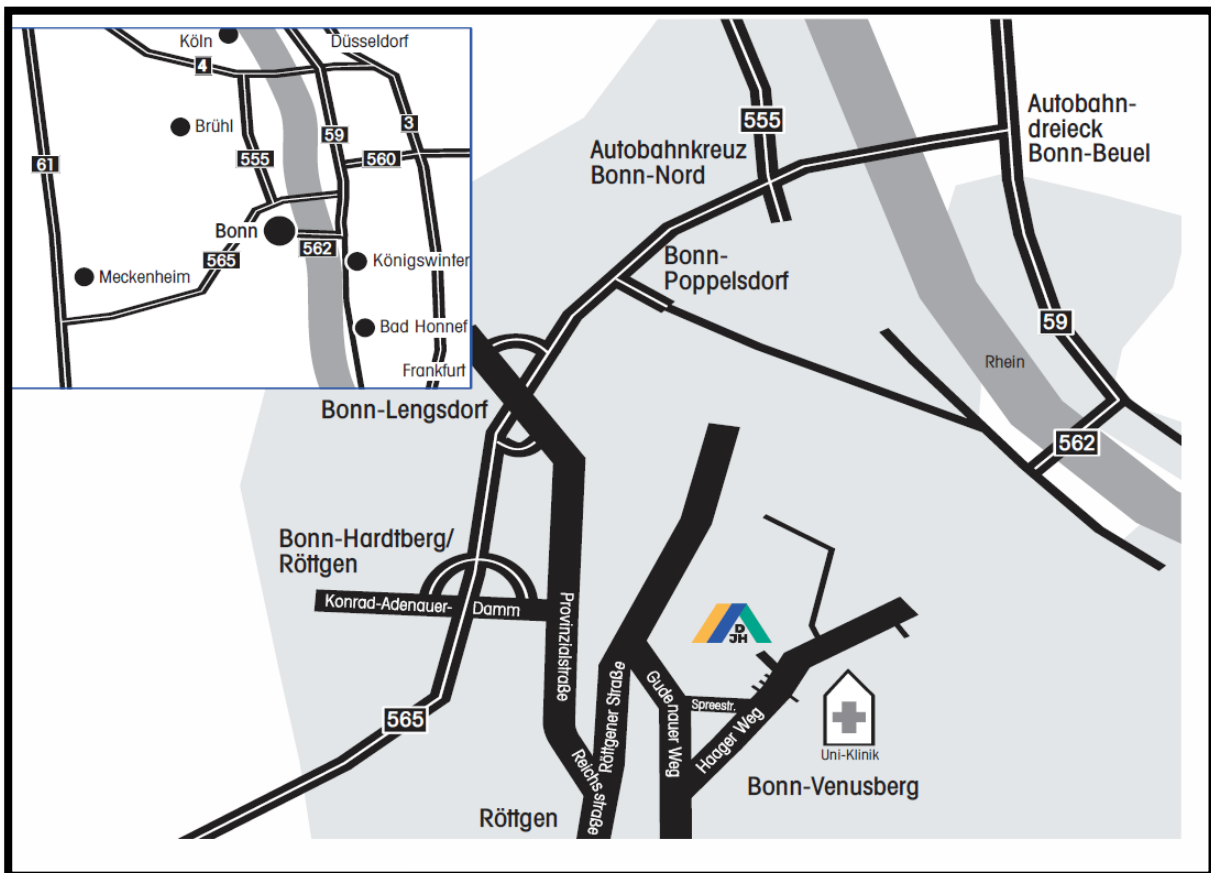 Köln
Düsseldorf
4
3
Brühl
59
61
555
560
Bonn
562
565
Königswinter
Meckenheim
Bad Honnef
Frankfurt
555
Autobahn-
dreieck
Bonn-Beuel
Autobahnkreuz
Bonn-Nord
Bonn-
Poppelsdorf
59
Rhein
Bonn-Lengsdorf
562
Bonn-Hardtberg/
Röttgen
Konrad-Adenauer-Damm
Provinzialstraße
D
JH
Röttgener Straße
Gudenauer Weg
Spreestr.
Haager Weg
565
Uni-Klinik
Reichsstraße
Bonn-Venusberg
Röttgen